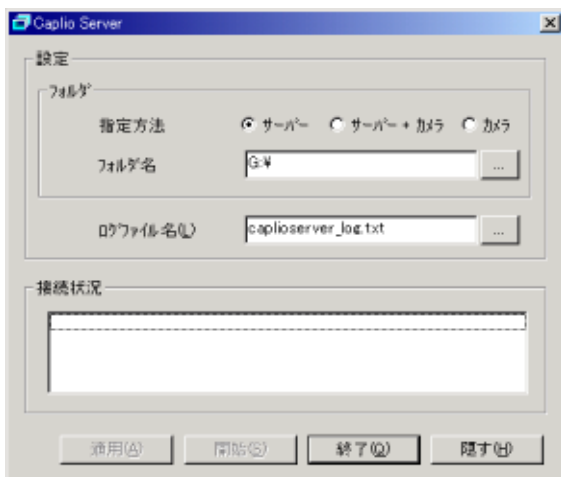 Caplio Server
設定
ﾌｫﾙﾀﾞ
指定方法 ｻｰﾊﾞｰ ｻｰﾊﾞｰ + ｶﾒﾗ ｶﾒﾗ
ﾌｫﾙﾀﾞ名 G:¥ ...
ﾛｸﾞﾌｧｲﾙ名(L) caplioserver_log.txt ...
接続状況
適用(A) 開始(S) 終了(Q) 隠す(H)